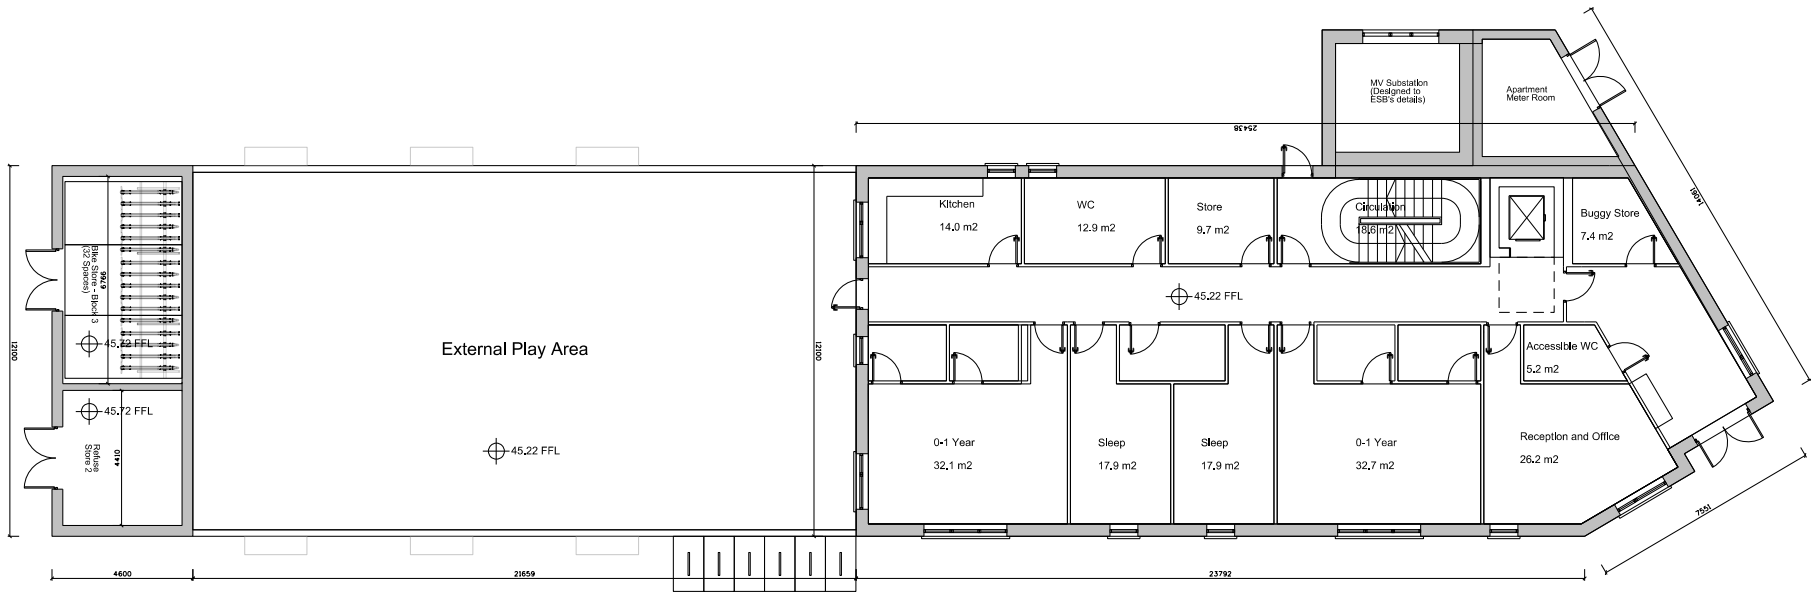 MV Substation
(Designed to
ESB's details)
Apartment
Meter Room
25438
14061
Kitchen
14.0 m2
WC
12.9 m2
Store
9.7 m2
Circulation
18.6 m2
Buggy Store
7.4 m2
Bike Store - Block 3
(32 Spaces)
6766
12100
12100
45.72 FFL
45.22 FFL
External Play Area
Accessible WC
5.2 m2
45.72 FFL
Refuse
Store 2
4410
45.22 FFL
0-1 Year
32.1 m2
Sleep
17.9 m2
Sleep
17.9 m2
0-1 Year
32.7 m2
Reception and Office
26.2 m2
7551
4600
21659
23792